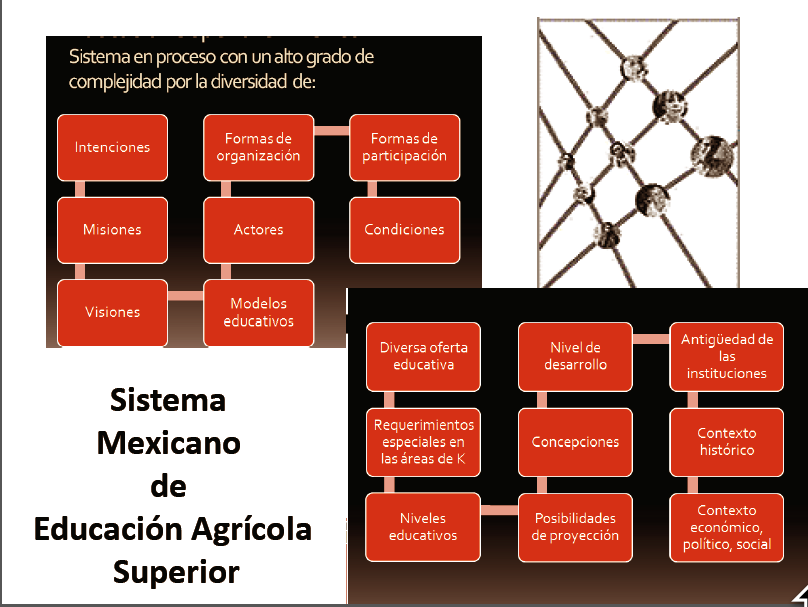 Sistema en proceso con un alto grado de
complejidad por la diversidad de:
Intenciones
Misiones
Visiones
Modelos
educativos
Actores
Formas de
organización
Formas de
participación
Condiciones
Diversa oferta
educativa
Requerimientos
especiales en
las áreas de K
Niveles
educativos
Posibilidades
de proyección
Concepciones
Nivel de
desarrollo
Antigüedad de
las
instituciones
Contexto
histórico
Contexto
económico,
político, social
Sistema
Mexicano
de
Educación Agrícola
Superior